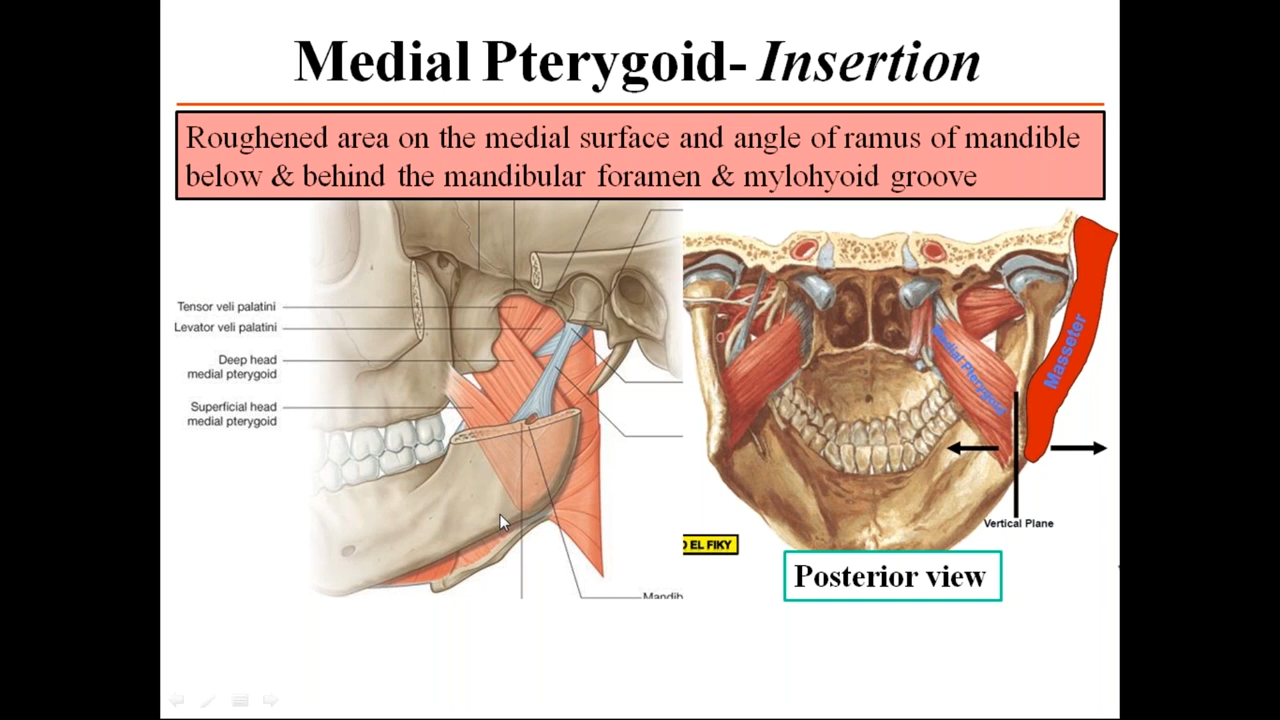 Medial Pterygoid- Insertion
Roughened area on the medial surface and angle of ramus of mandible
below & behind the mandibular foramen & mylohyoid groove
Tensor veli palatini
Levator veli palatini
Deep head
medial pterygoid
Superficial head
medial pterygoid
Mandib
Medial Pterygoid
Masseter
Vertical Plane
EL FIKY
Posterior view